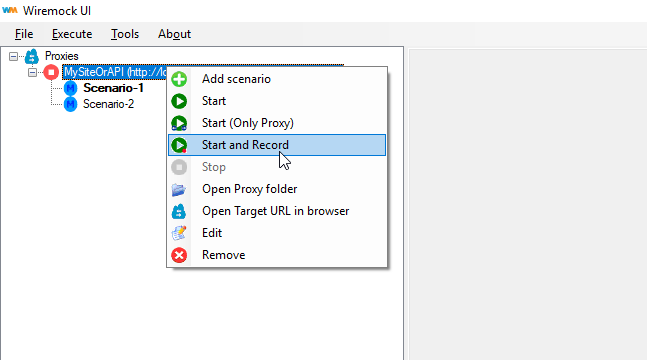 WM Wiremock UI
File Execute Tools About
Proxies
MySiteOrAPI (http://lo
Scenario-1
Scenario-2
Add scenario
Start
Start (Only Proxy)
Start and Record
Stop
Open Proxy folder
Open Target URL in browser
Edit
Remove